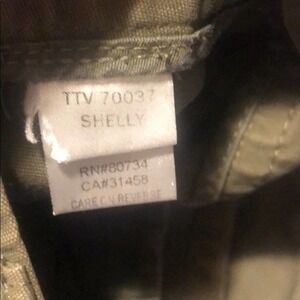 TTV 70037
SHELLY
RN#80734
CA#31458
CARE ON REVERSE